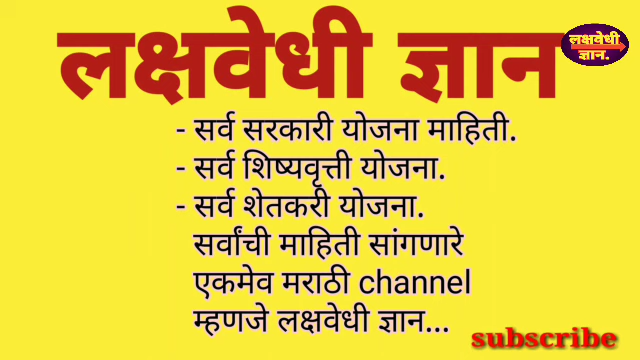 लक्षवेधी ज्ञान
लक्षवेधी
ज्ञान.
- सर्व सरकारी योजना माहिती.
- सर्व शिष्यवृत्ती योजना.
- सर्व शेतकरी योजना.
सर्वांची माहिती सांगणारे
एकमेव मराठी channel
म्हणजे लक्षवेधी ज्ञान...
subscribe